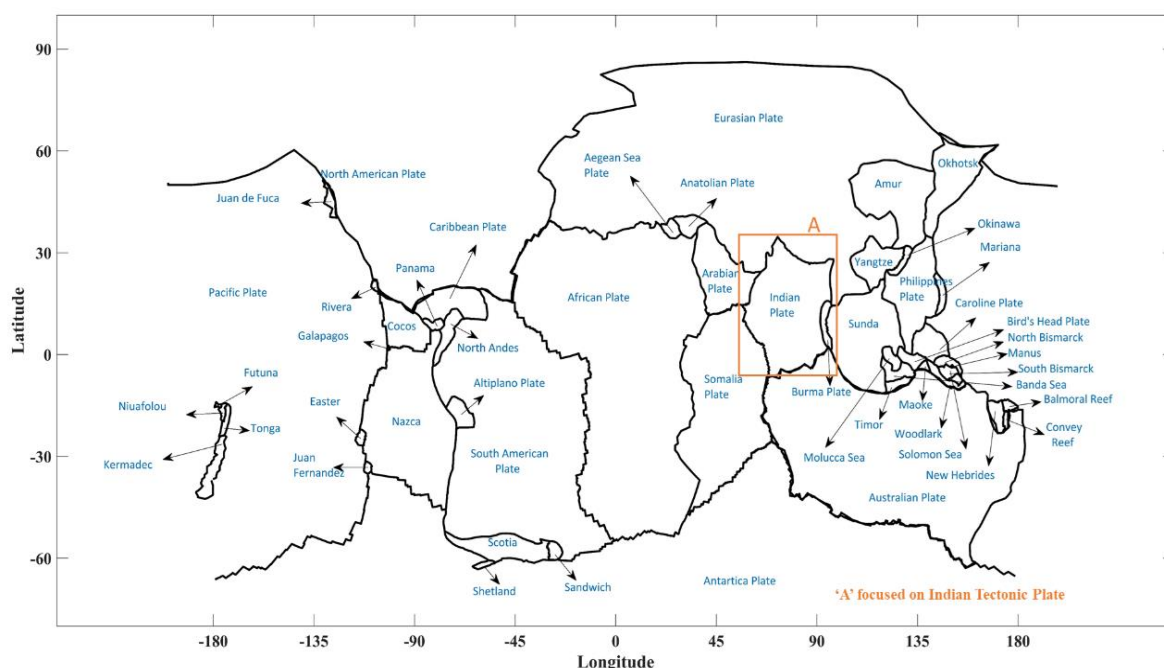 90
60
30
0
-30
-60
Latitude
-180
-135
-90
-45
0
45
90
135
180
Longitude
A
Eurasian Plate
Aegean Sea
Plate
Anatolian Plate
Okhotsk
Amur
North American Plate
Juan de Fuca
Caribbean Plate
Okinawa
Mariana
Panama
Yangtze
Pacific Plate
Arabian
Plate
African Plate
Indian
Plate
Philippines
Plate
Caroline Plate
Rivera
Cocos
Galapagos
North Andes
Sunda
Bird's Head Plate
North Bismarck
Manus
South Bismarck
Banda Sea
Futuna
Altiplano Plate
Somalia
Plate
Burma Plate
Maoke
Balmoral Reef
Niuafolou
Tonga
Easter
Nazca
Timor
Woodlark
Convey
Reef
Kermadec
Juan
Fernandez
South American
Plate
Molucca Sea
Solomon Sea
New Hebrides
Australian Plate
Scotia
Shetland
Sandwich
Antartica Plate
‘A’ focused on Indian Tectonic Plate